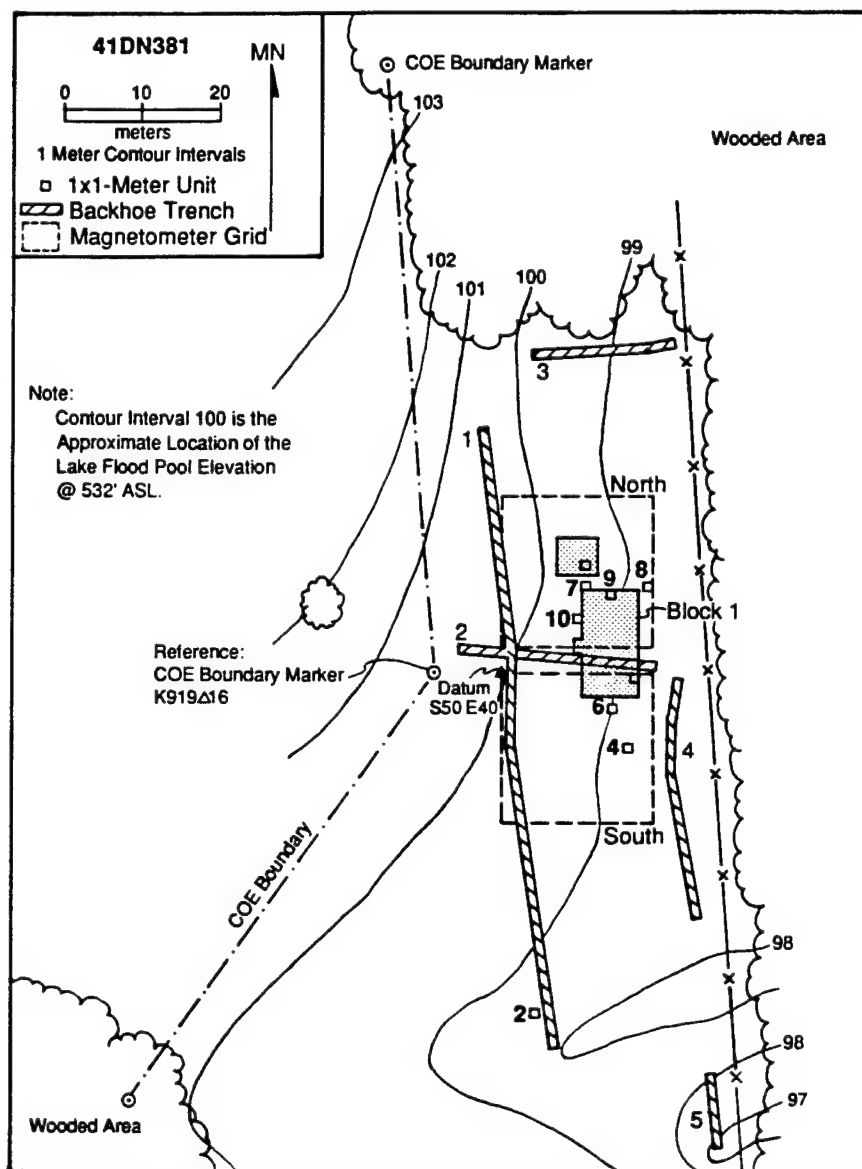 41DN381
MN
0 10 20
meters
1 Meter Contour Intervals
1x1-Meter Unit
Backhoe Trench
Magnetometer Grid
COE Boundary Marker
103
Wooded Area
102
101
100
99
3
Note:
Contour Interval 100 is the
Approximate Location of the
Lake Flood Pool Elevation
@ 532' ASL.
1
North
7
9
8
10
Block 1
2
Reference:
COE Boundary Marker
K919Δ16
Datum
S50 E40
6
4
4
South
COE Boundary
98
2
98
97
5
Wooded Area